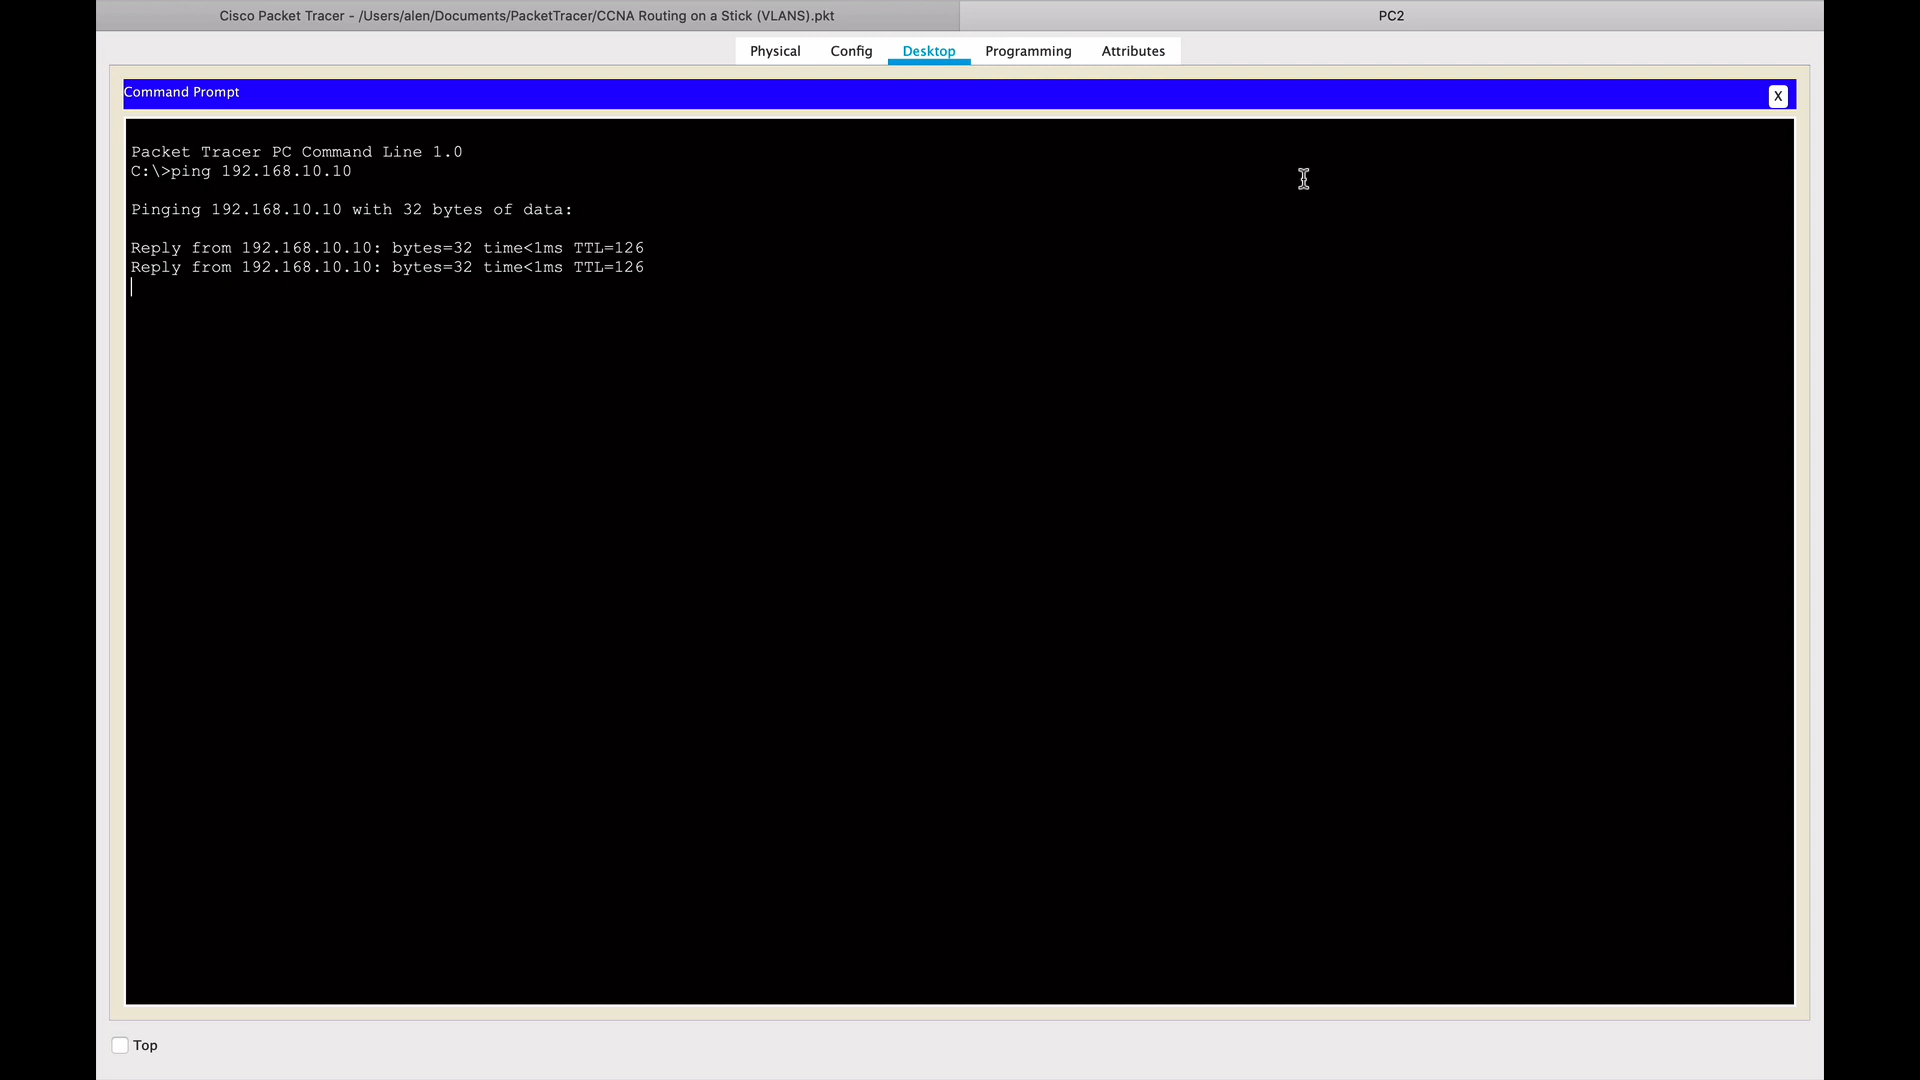 Cisco Packet Tracer - /Users/alen/Documents/PacketTracer/CCNA Routing on a Stick (VLANS).pkt
PC2
Physical Config Desktop Programming Attributes
Command Prompt
X
Packet Tracer PC Command Line 1.0
C:\>ping 192.168.10.10
Pinging 192.168.10.10 with 32 bytes of data:
Reply from 192.168.10.10: bytes=32 time<1ms TTL=126
Reply from 192.168.10.10: bytes=32 time<1ms TTL=126
Top